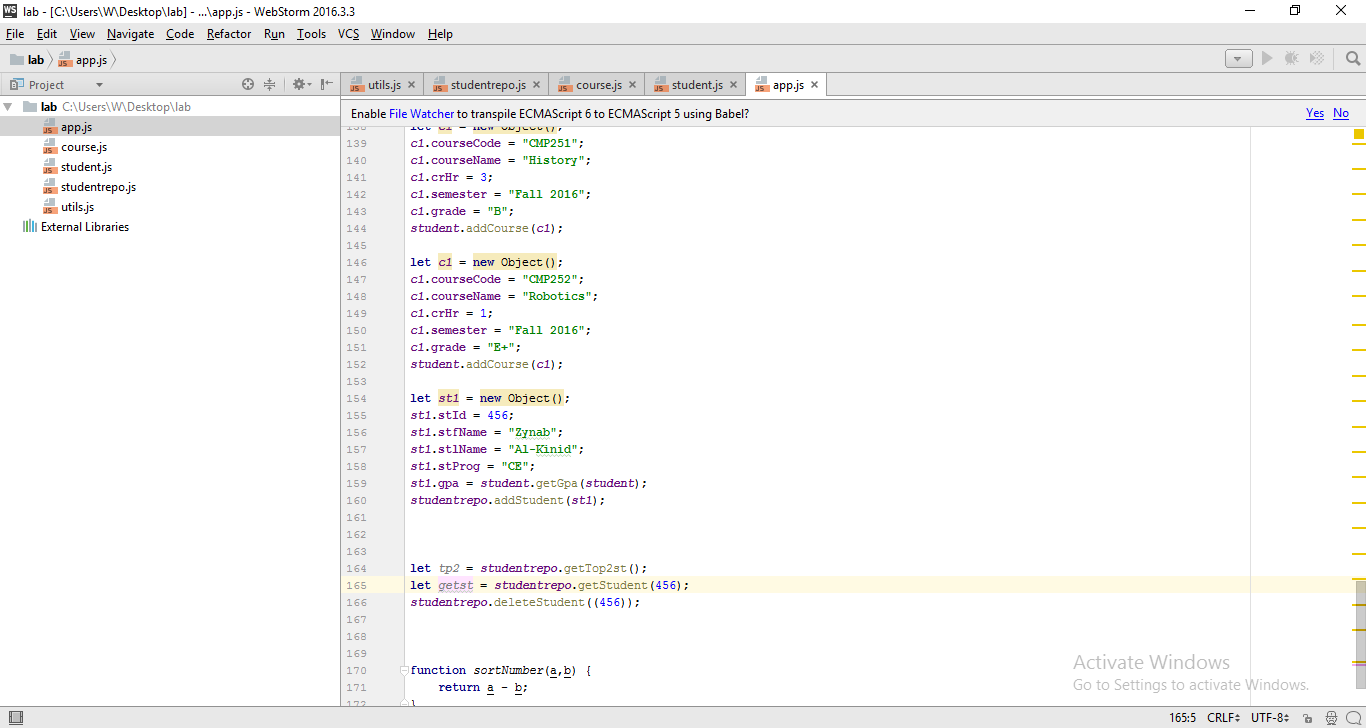 WS lab - [C:\Users\W\Desktop\lab] - ...\app.js - WebStorm 2016.3.3
File Edit View Navigate Code Refactor Run Tools VCS Window Help
lab app.js
Project
utils.js studentrepo.js course.js student.js app.js
lab C:\Users\W\Desktop\lab
app.js
course.js
student.js
studentrepo.js
utils.js
External Libraries
Enable File Watcher to transpile ECMAScript 6 to ECMAScript 5 using Babel? Yes No
138 let c1 = new Object();
139 c1.courseCode = "CMP251";
140 c1.courseName = "History";
141 c1.crHr = 3;
142 c1.semester = "Fall 2016";
143 c1.grade = "B";
144 student.addCourse(c1);
145
146 let c1 = new Object();
147 c1.courseCode = "CMP252";
148 c1.courseName = "Robotics";
149 c1.crHr = 1;
150 c1.semester = "Fall 2016";
151 c1.grade = "E+";
152 student.addCourse(c1);
153
154 let st1 = new Object();
155 st1.stId = 456;
156 st1.stfName = "Zynab";
157 st1.stlName = "Al-Kinid";
158 st1.stProg = "CE";
159 st1.gpa = student.getGpa(student);
160 studentrepo.addStudent(st1);
161
162
163
164 let tp2 = studentrepo.getTop2st();
165 let getst = studentrepo.getStudent(456);
166 studentrepo.deleteStudent((456));
167
168
169
170 function sortNumber(a,b) {
171 return a - b;
172 }
Activate Windows
Go to Settings to activate Windows.
165:5 CRLF UTF-8